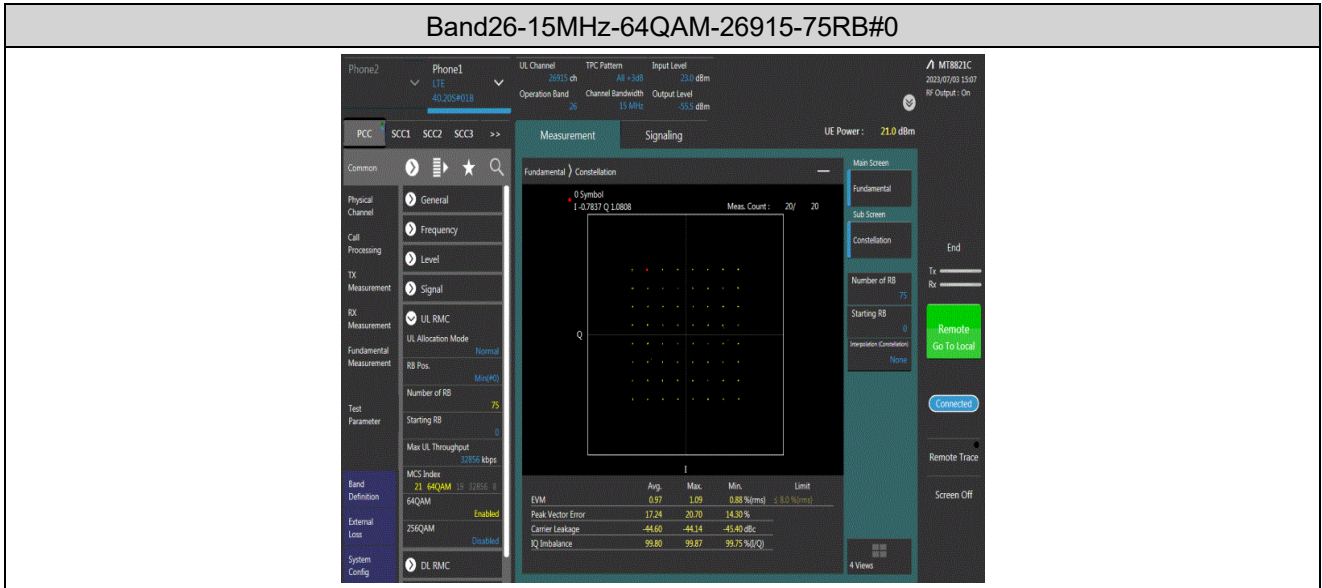 Band26-15MHz-64QAM-26915-75RB#0
Phone2
Phone1
LTE
40.20S#018
UL Channel
26915 ch
TPC Pattern
All +3dB
Input Level
23.0 dBm
Operation Band
26
Channel Bandwidth
15 MHz
Output Level
-55.5 dBm
MT8821C
2023/07/03 15:07
RF Output : On
PCC SCC1 SCC2 SCC3 >>
Measurement Signaling UE Power : 21.0 dBm
Common
Physical
Channel
Call
Processing
TX
Measurement
RX
Measurement
Fundamental
Measurement
Test
Parameter
Band
Definition
External
Loss
System
Config
General
Frequency
Level
Signal
UL RMC
UL Allocation Mode
Normal
RB Pos.
Min(#0)
Number of RB
75
Starting RB
0
Max UL Throughput
32856 kbps
MCS Index
21 64QAM 19 32856 8
64QAM
Enabled
256QAM
Disabled
DL RMC
Fundamental Constellation
0 Symbol
I -0.7837 Q 1.0808
Meas. Count : 20/ 20
Q
I
Avg. Max. Min. Limit
EVM 0.97 1.09 0.88 %(rms) ≤ 8.0 %(rms)
Peak Vector Error 17.24 20.70 14.30 %
Carrier Leakage -44.60 -44.14 -45.40 dBc
IQ Imbalance 99.80 99.87 99.75 %(I/Q)
Main Screen
Fundamental
Sub Screen
Constellation
Number of RB
75
Starting RB
0
Interpolation (Constellation)
None
4 Views
End
Tx
Rx
Remote
Go To Local
Connected
Remote Trace
Screen Off